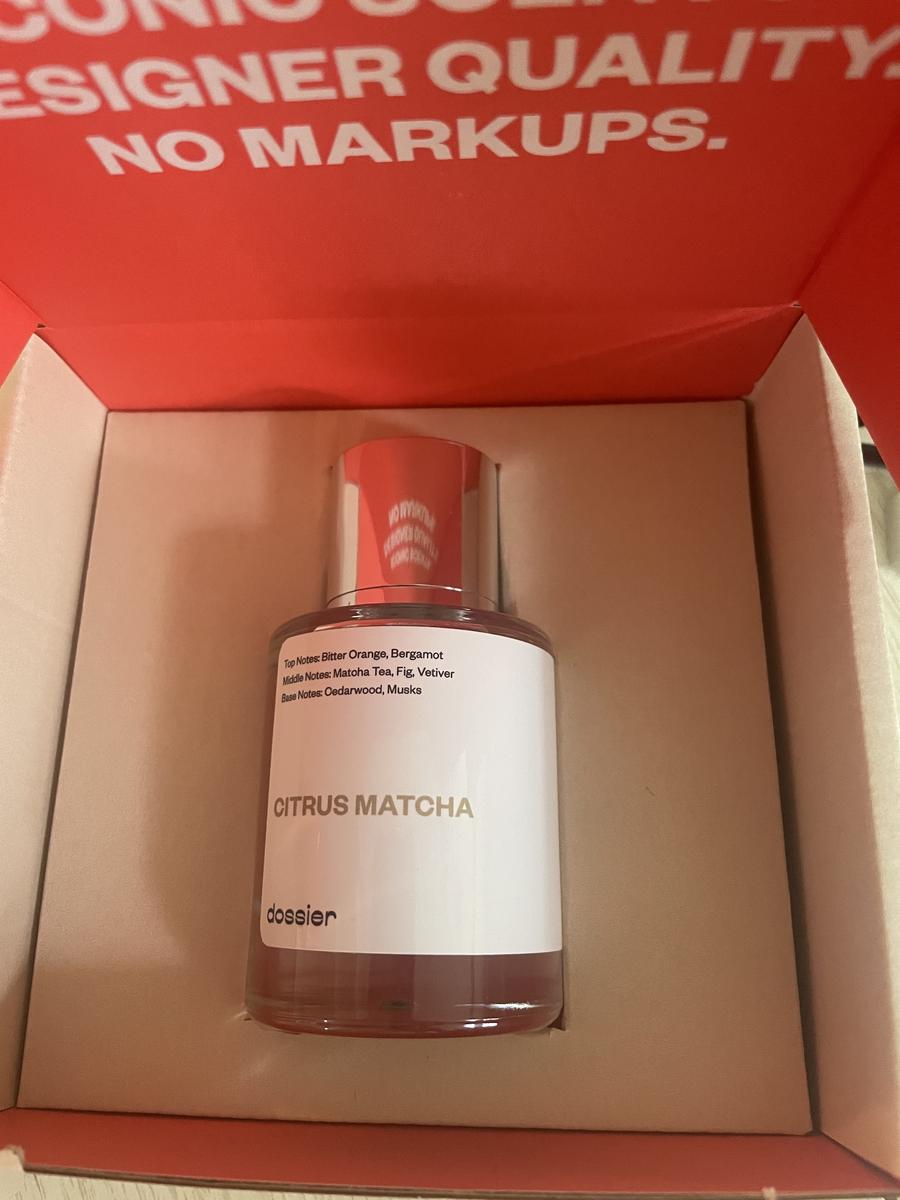 ESIGNER QUALITY.
NO MARKUPS.
Top Notes: Bitter Orange, Bergamot
Middle Notes: Matcha Tea, Fig, Vetiver
Base Notes: Cedarwood, Musks
CITRUS MATCHA
dossier